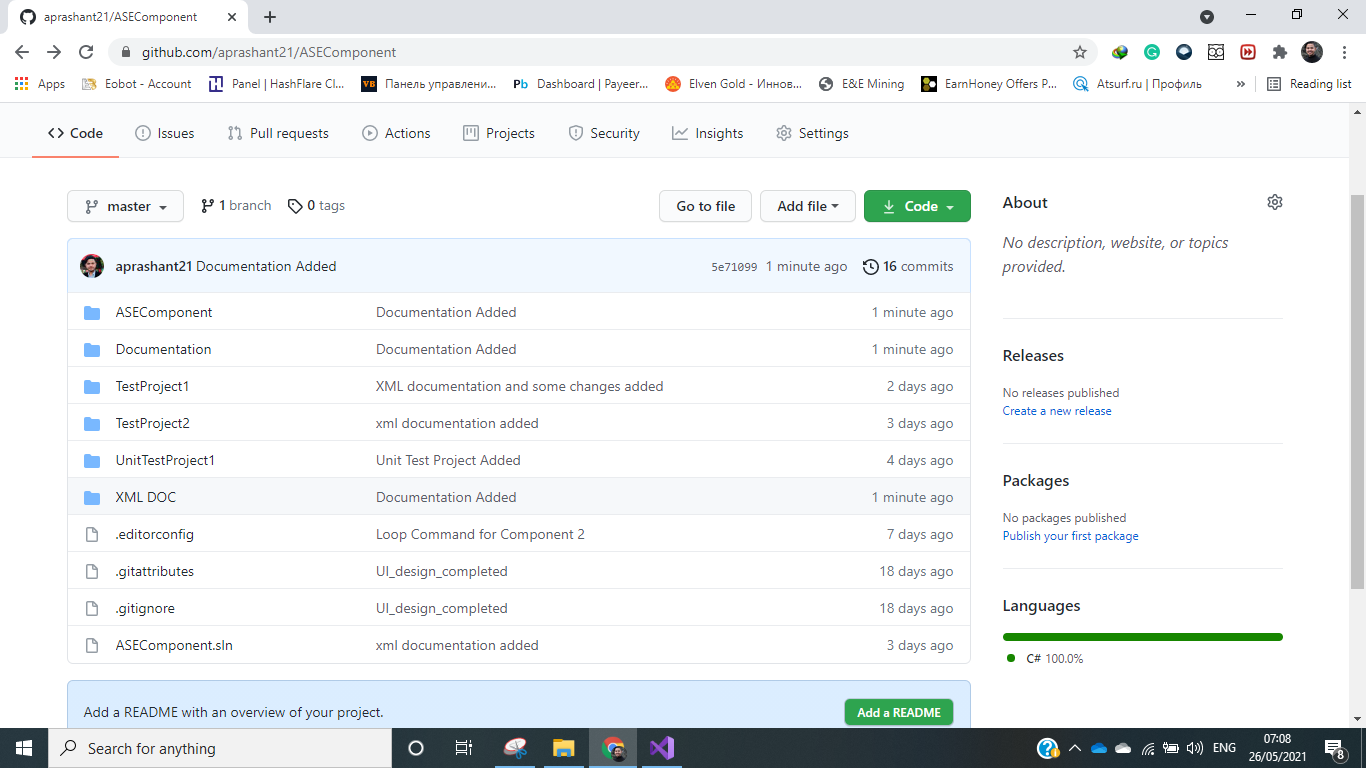 aprashant21/ASEComponent
github.com/aprashant21/ASEComponent
Apps Eobot - Account Panel | HashFlare Cl... VB Панель управлени... Pb Dashboard | Payeer... Elven Gold - Иннов... E&E Mining EarnHoney Offers P... Atsurf.ru | Профиль » Reading list
<> Code Issues Pull requests Actions Projects Security Insights Settings
master 1 branch 0 tags Go to file Add file Code
About
No description, website, or topics
provided.
aprashant21 Documentation Added 5e71099 1 minute ago 16 commits
ASEComponent Documentation Added 1 minute ago
Documentation Documentation Added 1 minute ago
TestProject1 XML documentation and some changes added 2 days ago
TestProject2 xml documentation added 3 days ago
UnitTestProject1 Unit Test Project Added 4 days ago
XML DOC Documentation Added 1 minute ago
.editorconfig Loop Command for Component 2 7 days ago
.gitattributes UI_design_completed 18 days ago
.gitignore UI_design_completed 18 days ago
ASEComponent.sln xml documentation added 3 days ago
Releases
No releases published
Create a new release
Packages
No packages published
Publish your first package
Languages
C# 100.0%
Add a README with an overview of your project. Add a README
Search for anything
ENG
07:08
26/05/2021
8